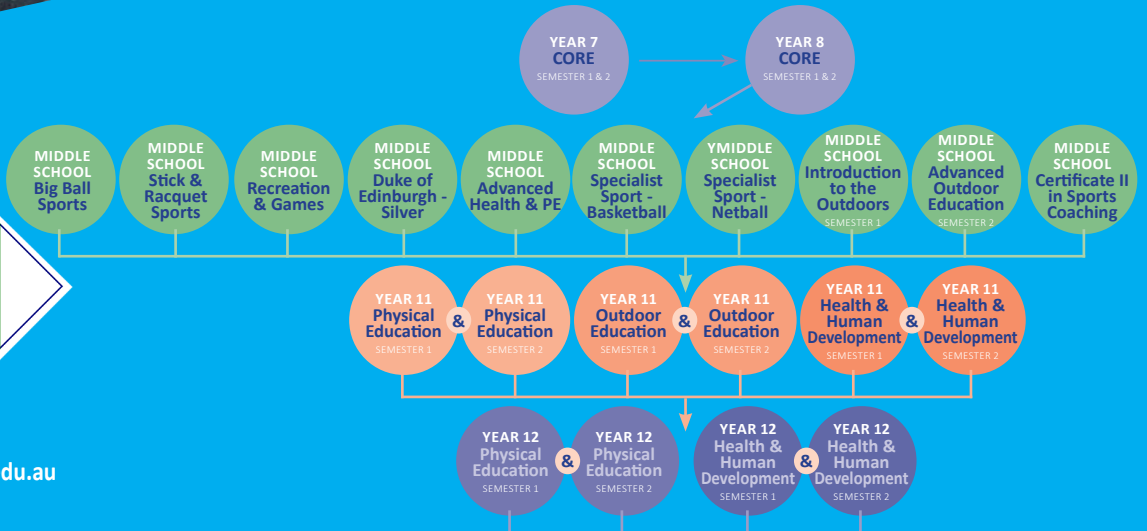 YEAR 7
CORE
SEMESTER 1 & 2
YEAR 8
CORE
SEMESTER 1 & 2
MIDDLE
SCHOOL
Big Ball
Sports
MIDDLE
SCHOOL
Stick &
Racquet
Sports
MIDDLE
SCHOOL
Recreation
& Games
MIDDLE
SCHOOL
Duke of
Edinburgh -
Silver
MIDDLE
SCHOOL
Advanced
Health & PE
MIDDLE
SCHOOL
Specialist
Sport -
Basketball
YMIDDLE
SCHOOL
Specialist
Sport -
Netball
MIDDLE
SCHOOL
Introduction
to the
Outdoors
SEMESTER 1
MIDDLE
SCHOOL
Advanced
Outdoor
Education
SEMESTER 2
MIDDLE
SCHOOL
Certificate II
in Sports
Coaching
YEAR 11
Physical
Education
SEMESTER 1
&
YEAR 11
Physical
Education
SEMESTER 2
YEAR 11
Outdoor
Education
SEMESTER 1
&
YEAR 11
Outdoor
Education
SEMESTER 2
YEAR 11
Health &
Human
Development
SEMESTER 1
&
YEAR 11
Health &
Human
Development
SEMESTER 2
YEAR 12
Physical
Education
SEMESTER 1
&
YEAR 12
Physical
Education
SEMESTER 2
YEAR 12
Health &
Human
Development
SEMESTER 1
&
YEAR 12
Health &
Human
Development
SEMESTER 2
du.au